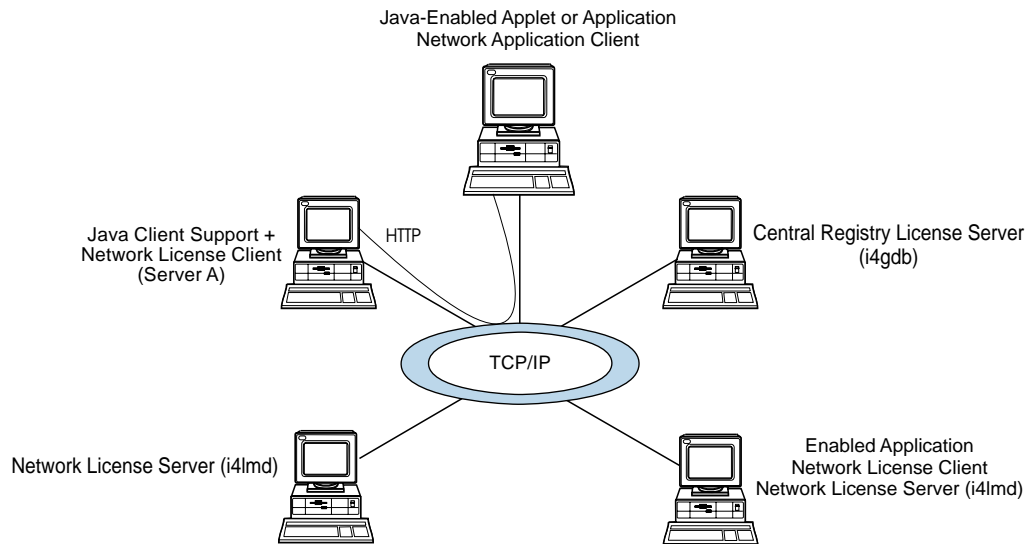 Java-Enabled Applet or Application
Network Application Client
Java Client Support +
Network License Client
(Server A)
HTTP
Central Registry License Server
(i4gdb)
TCP/IP
Network License Server (i4lmd)
Enabled Application
Network License Client
Network License Server (i4lmd)